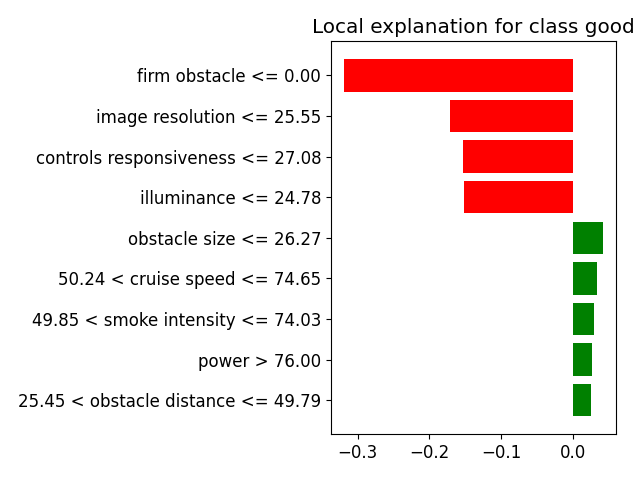 Local explanation for class good
firm obstacle <= 0.00
image resolution <= 25.55
controls responsiveness <= 27.08
illuminance <= 24.78
obstacle size <= 26.27
50.24 < cruise speed <= 74.65
49.85 < smoke intensity <= 74.03
power > 76.00
25.45 < obstacle distance <= 49.79
−0.3 −0.2 −0.1 0.0